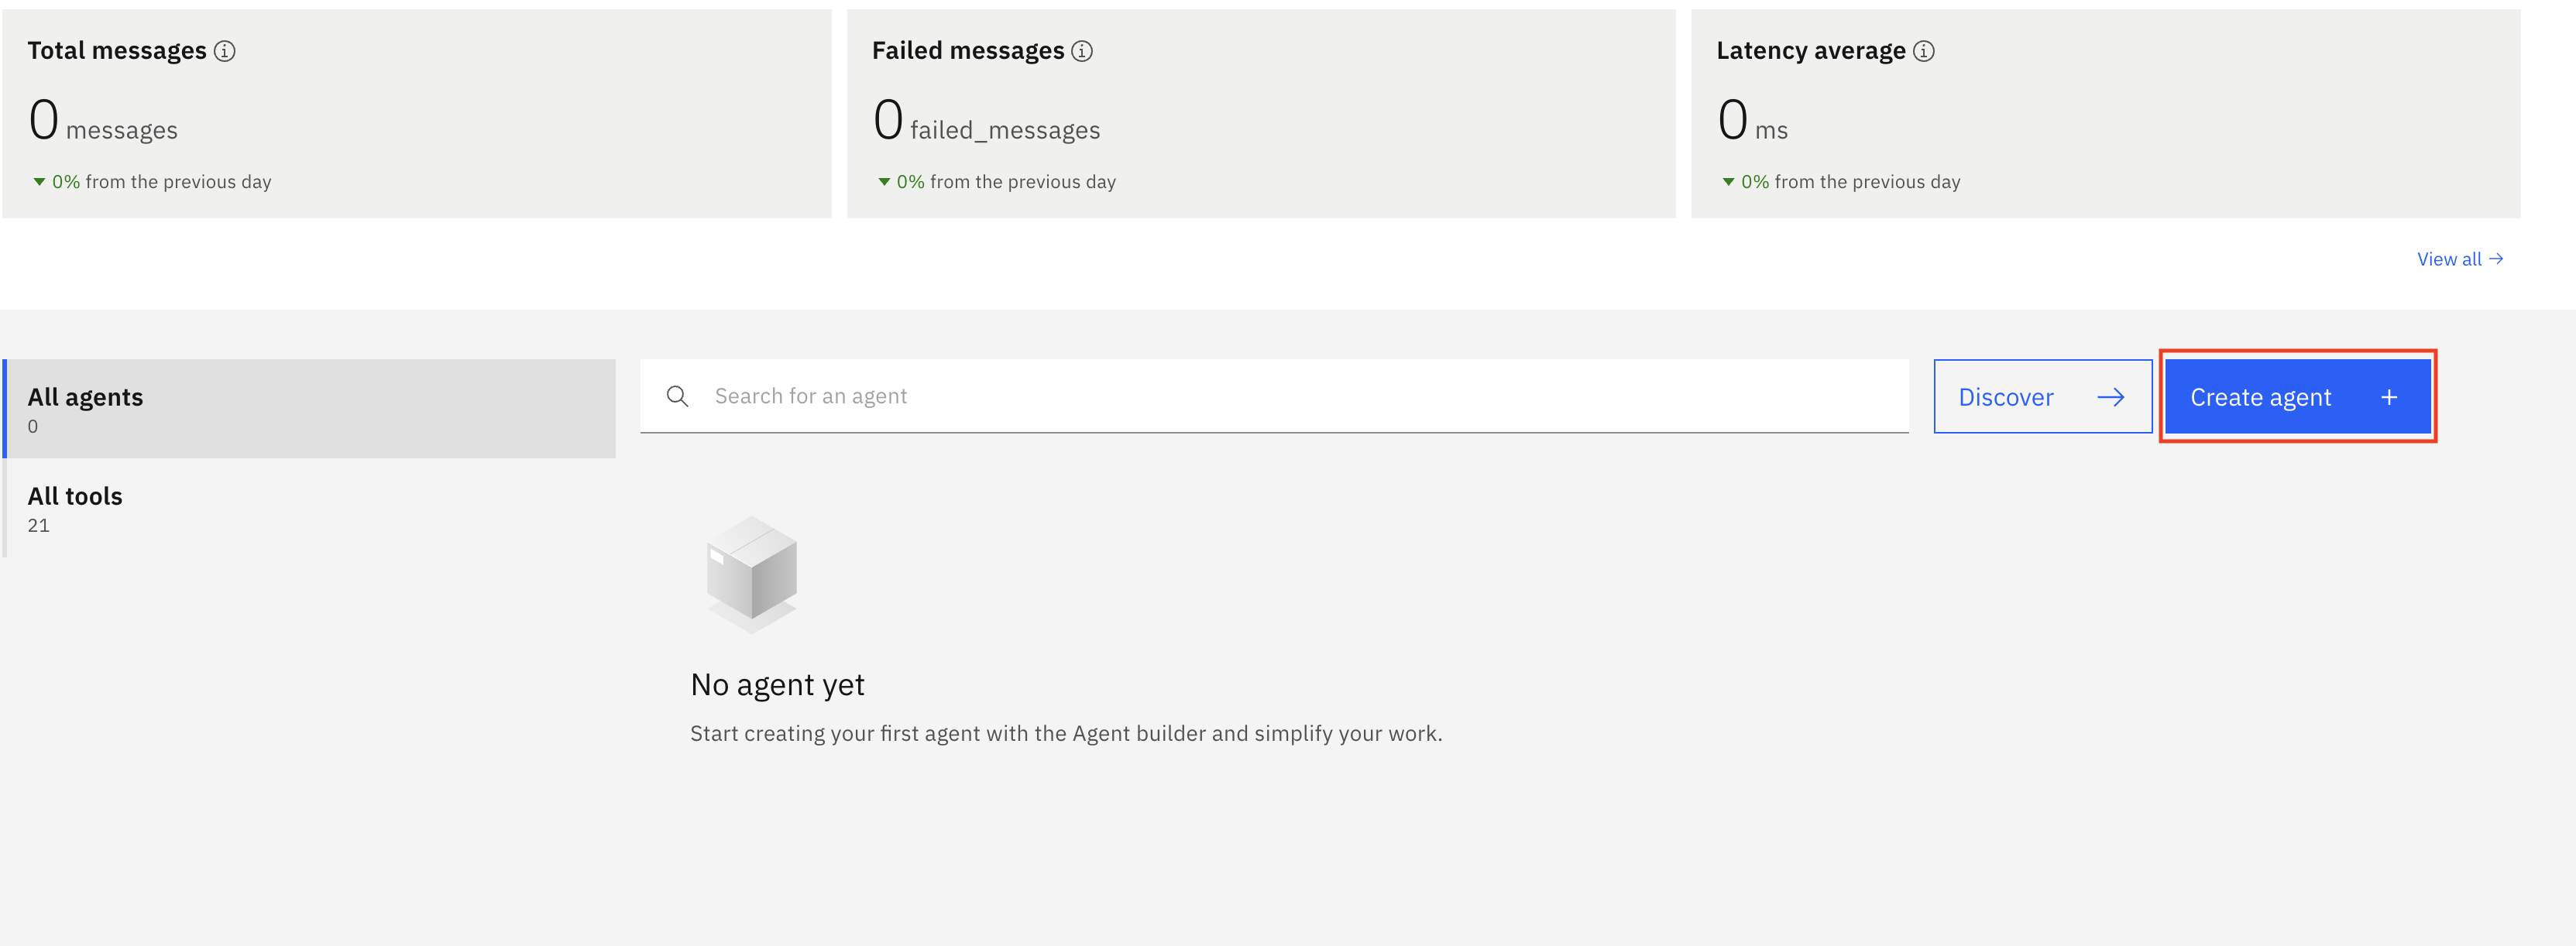 Total messages
0 messages
0% from the previous day
Failed messages
0 failed_messages
0% from the previous day
Latency average
0 ms
0% from the previous day
View all
All agents
0
All tools
21
Search for an agent
Discover
Create agent
No agent yet
Start creating your first agent with the Agent builder and simplify your work.